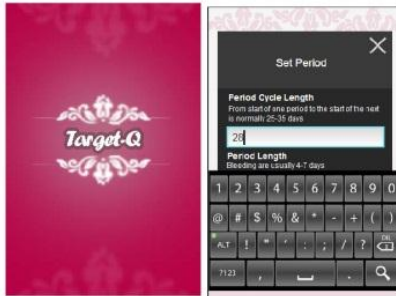 Target-Q
Set Period
Period Cycle Length
From start of one period to the start of the next
is normally 25-35 days
28
Period Length
Bleeding are usually 4-7 days
1 2 3 4 5 6 7 8 9 0
@ # $ % & * - + ( )
ALT ! " ' : ; / ? DEL
?123 , .